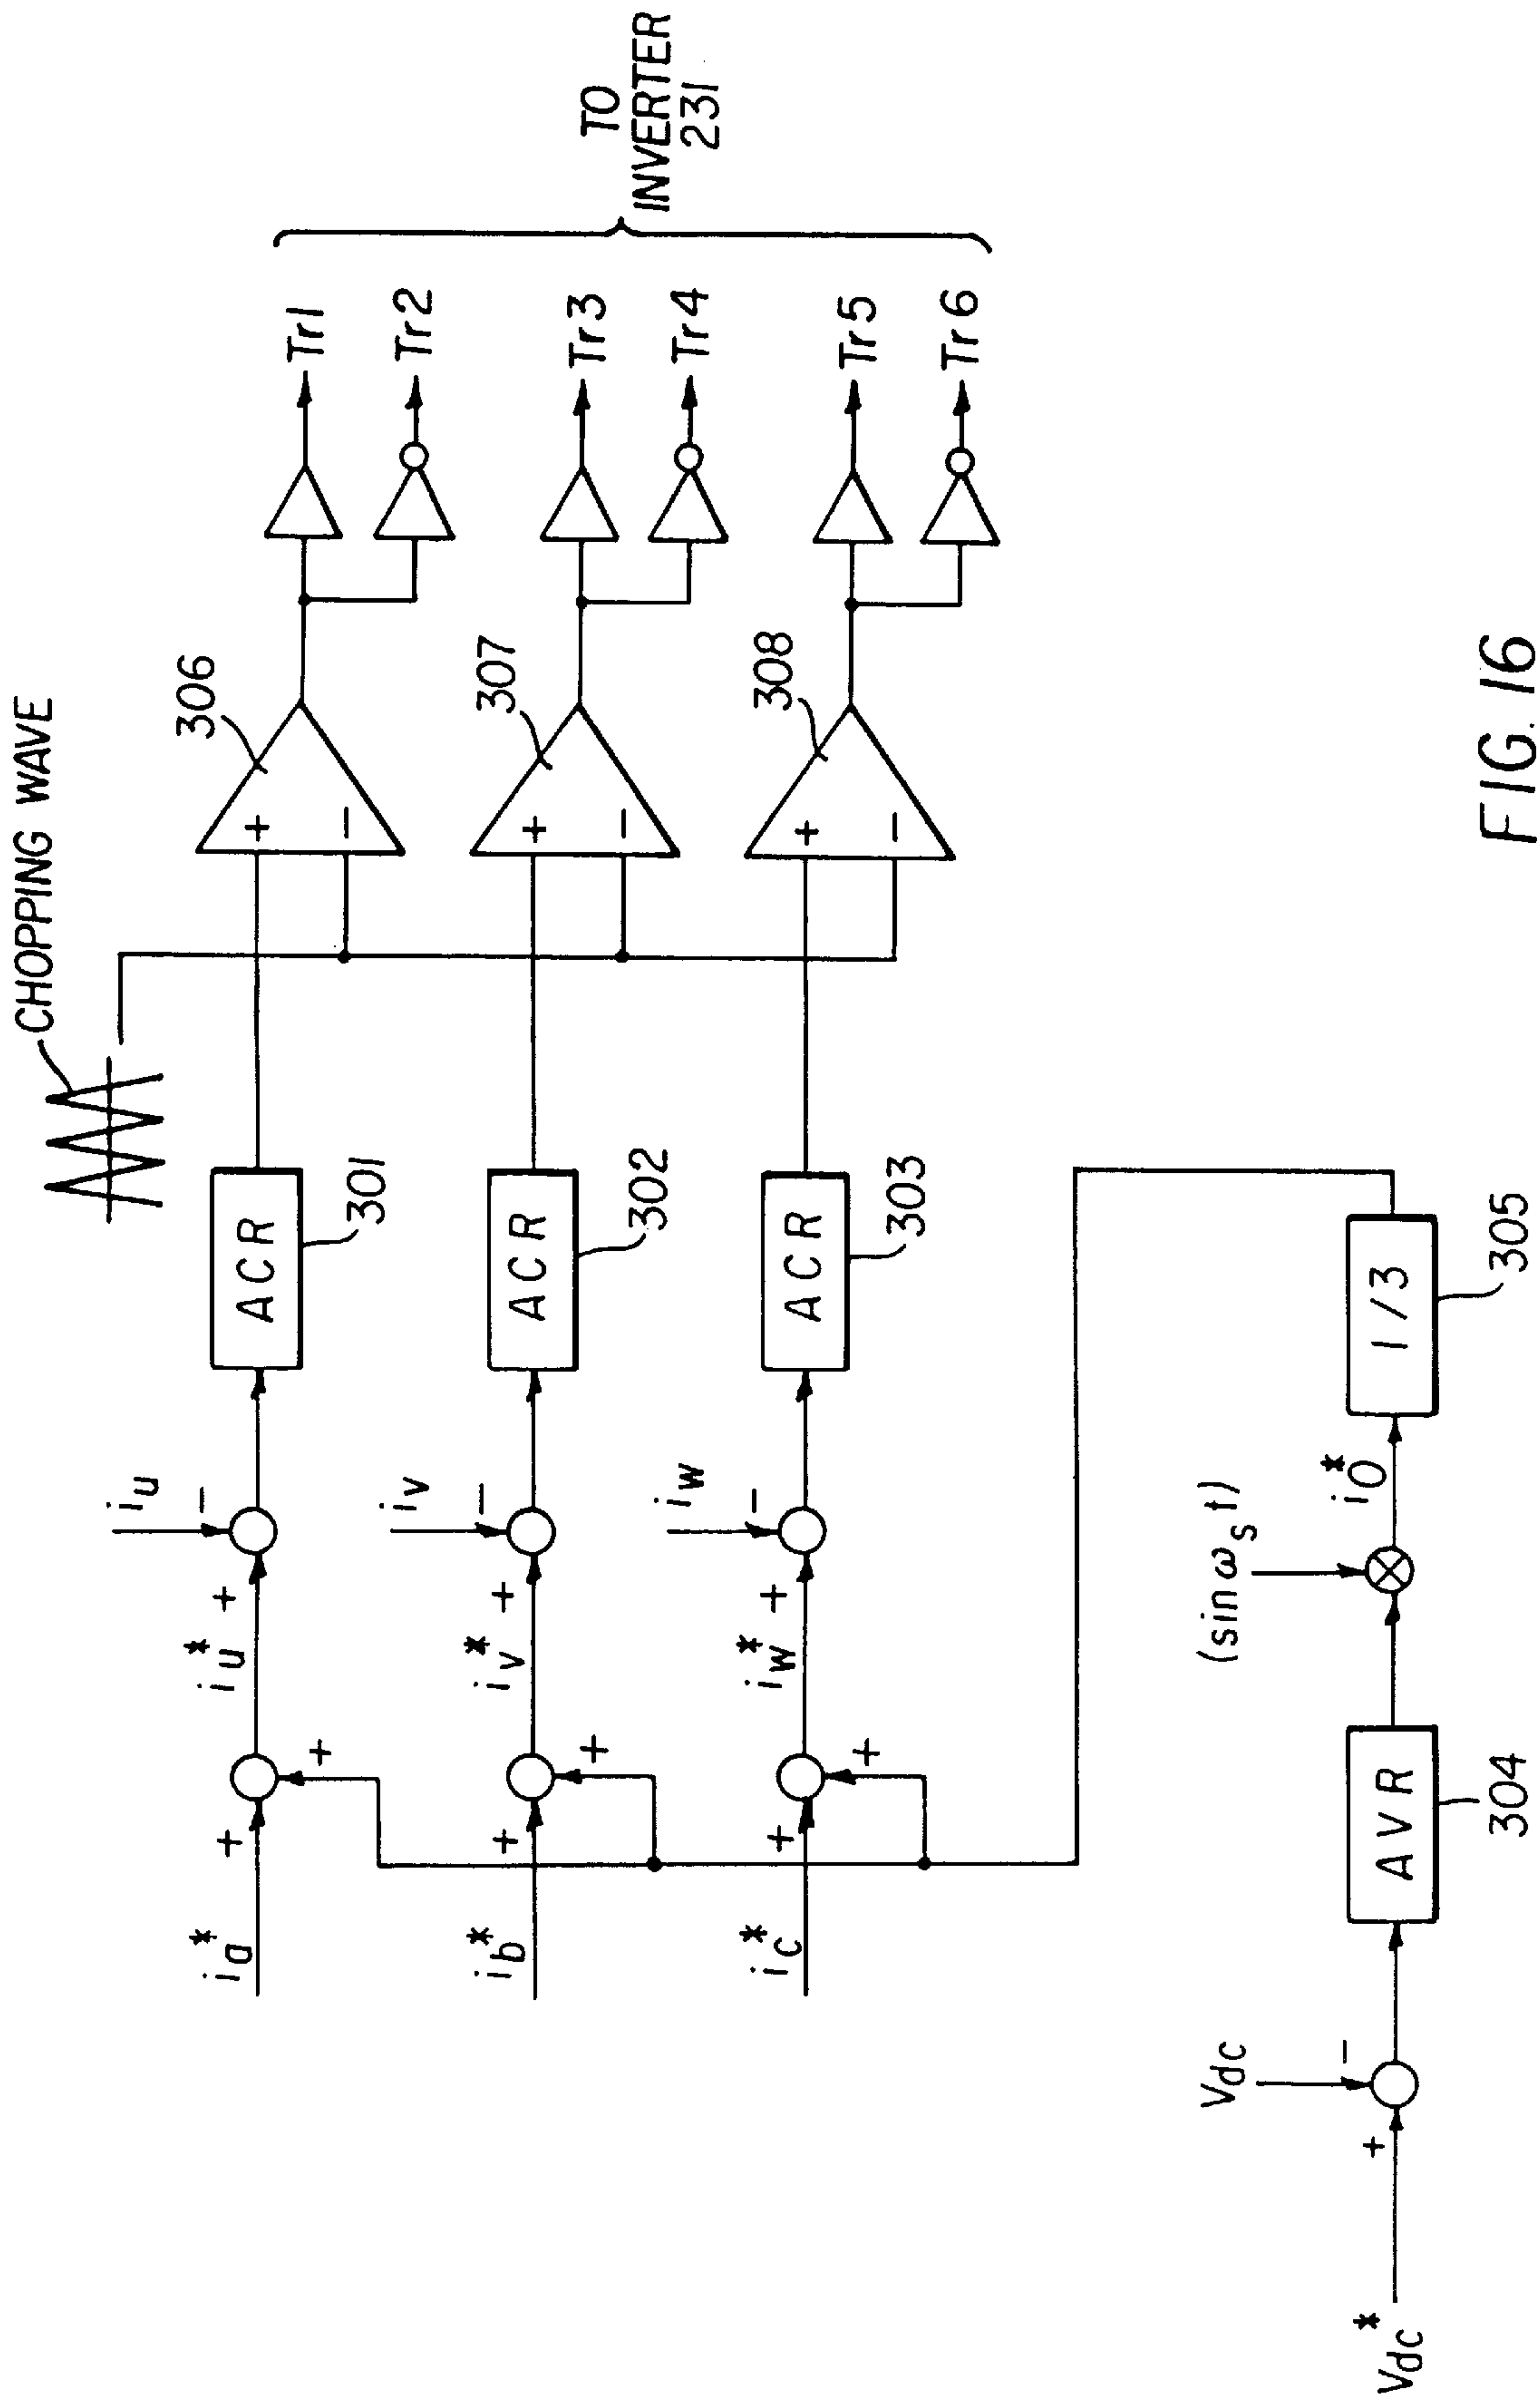 CHOPPING WAVE
i_a* + + i_u* + - i_u ACR 301 + - 306 Tr1 Tr2
i_b* + + i_v* + - i_v ACR 302 + - 307 Tr3 Tr4
i_c* + + i_w* + - i_w ACR 303 + - 308 Tr5 Tr6
TO
INVERTER
231
V_dc* + - V_dc AVR 304 (sin ω_s t) i_0* 1/3 305
FIG. 16